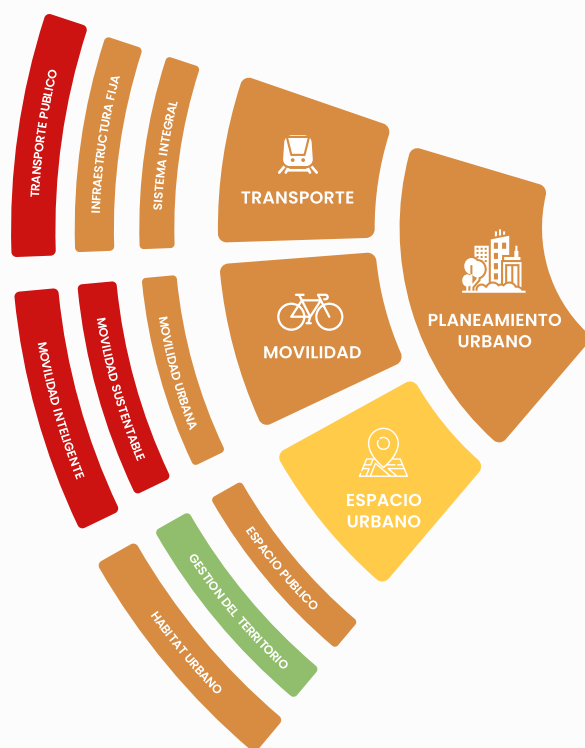 TRANSPORTE PUBLICO
INFRAESTRUCTURA FIJA
SISTEMA INTEGRAL
TRANSPORTE
PLANEAMIENTO
URBANO
MOVILIDAD INTELIGENTE
MOVILIDAD SUSTENTABLE
MOVILIDAD URBANA
MOVILIDAD
ESPACIO
URBANO
ESPACIO PUBLICO
GESTION DEL TERRITORIO
HABITAT URBANO